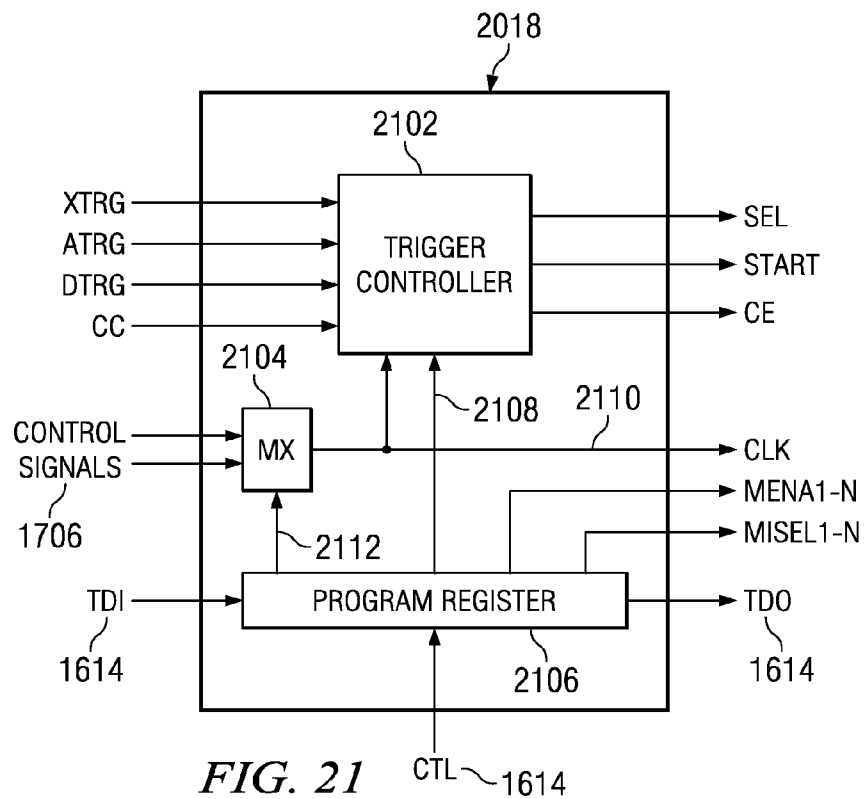 2018
2102
XTRG
ATRG
DTRG
CC
TRIGGER
CONTROLLER
SEL
START
CE
2104
2108
2110
CONTROL
SIGNALS
1706
MX
CLK
MENA1-N
MISEL1-N
2112
TDI
1614
PROGRAM REGISTER
TDO
1614
2106
CTL
1614
FIG. 21